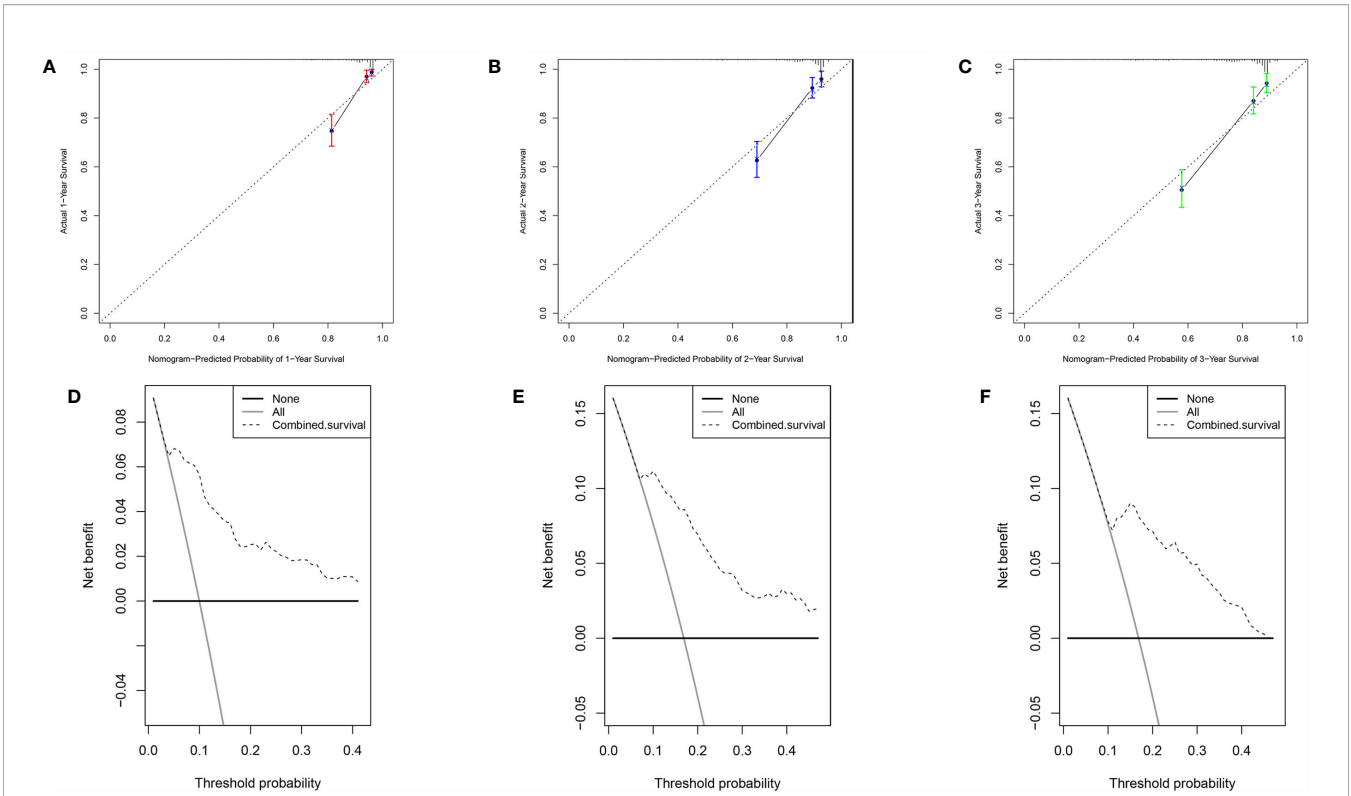 A
B
C
Actual 1−Year Survival
1.0
0.8
0.6
0.4
0.2
0.0
0.0 0.2 0.4 0.6 0.8 1.0
Nomogram−Predicted Probability of 1−Year Survival
Actual 2−Year Survival
1.0
0.8
0.6
0.4
0.2
0.0
0.0 0.2 0.4 0.6 0.8 1.0
Nomogram−Predicted Probability of 2−Year Survival
Actual 3−Year Survival
1.0
0.8
0.6
0.4
0.2
0.0
0.0 0.2 0.4 0.6 0.8 1.0
Nomogram−Predicted Probability of 3−Year Survival
D
None
All
Combined.survival
Net benefit
0.08
0.06
0.04
0.02
0.00
−0.04
0.0 0.1 0.2 0.3 0.4
Threshold probability
E
None
All
Combined.survival
Net benefit
0.15
0.10
0.05
0.00
−0.05
0.0 0.1 0.2 0.3 0.4
Threshold probability
F
None
All
Combined.survival
Net benefit
0.15
0.10
0.05
0.00
−0.05
0.0 0.1 0.2 0.3 0.4
Threshold probability